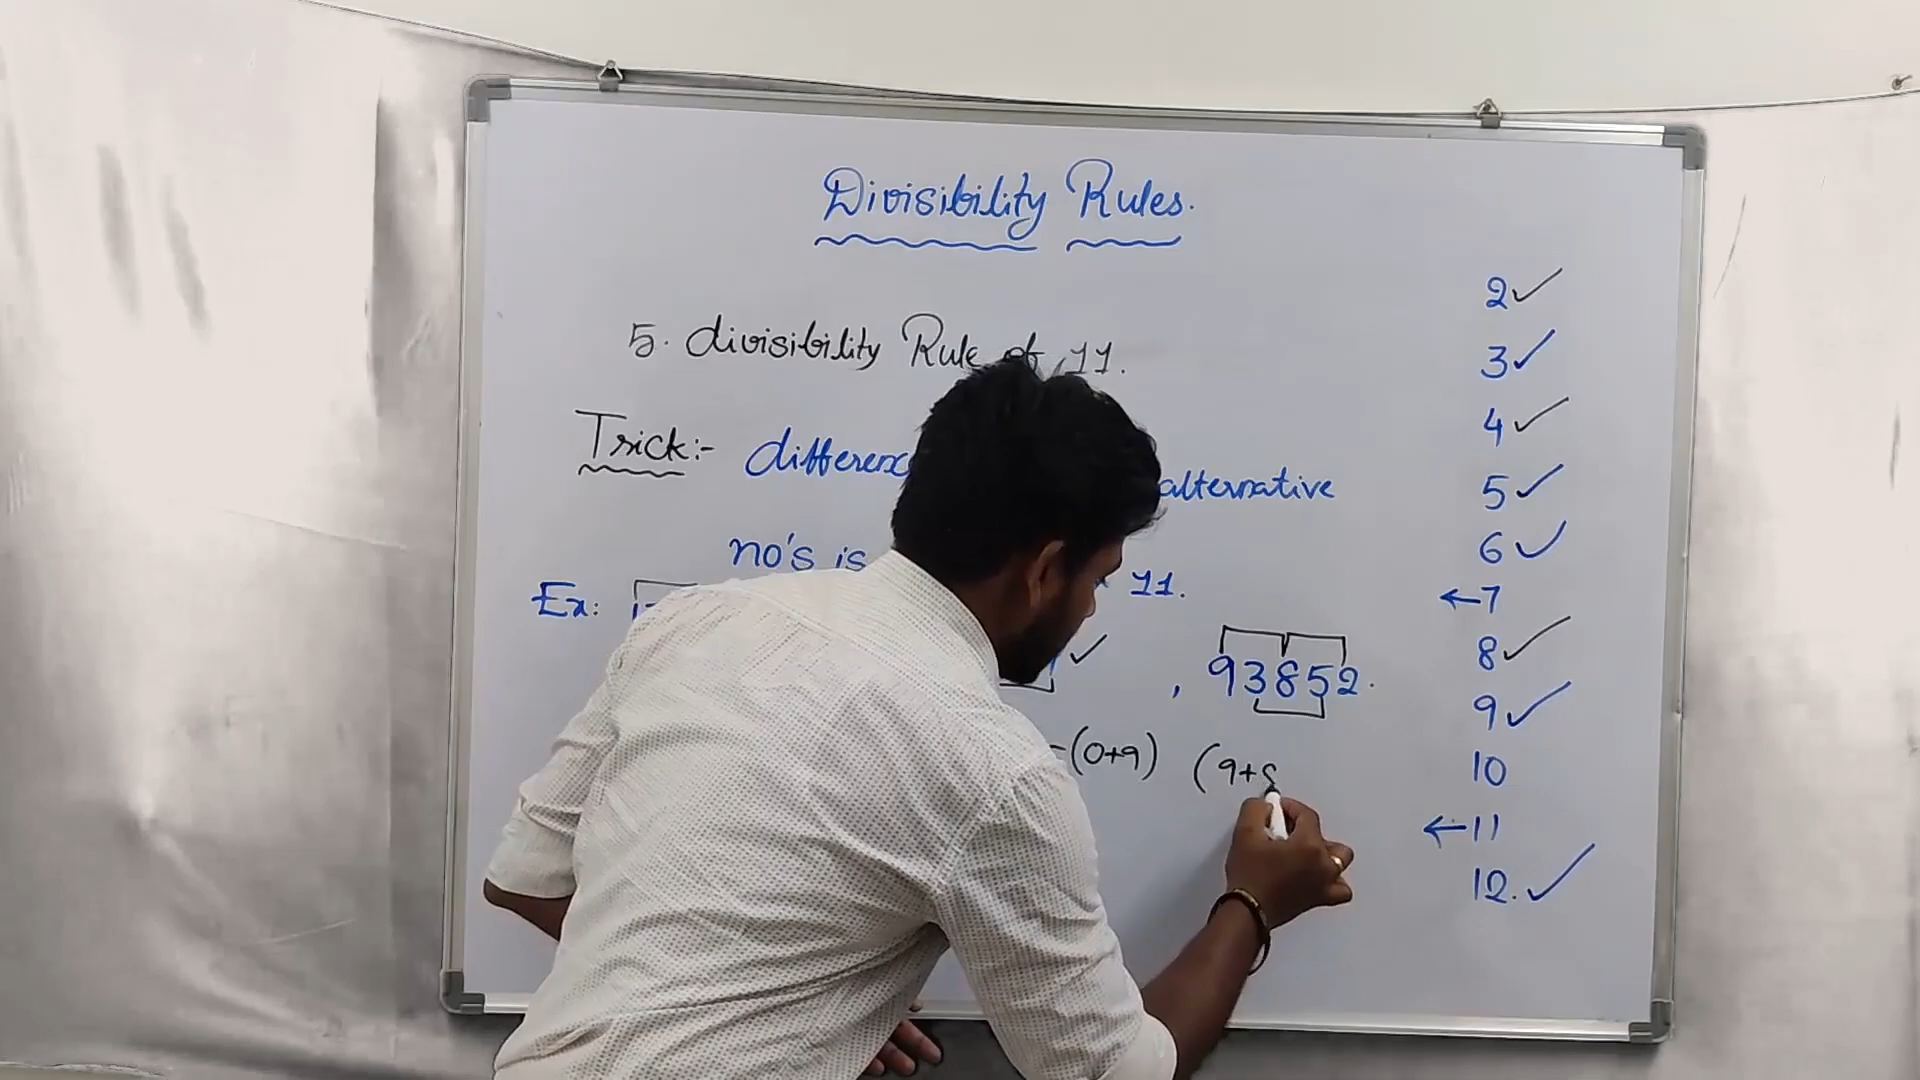 Divisibility Rules.
5. divisibility Rule of 11.
Trick:- differenc alternative
no's is 11.
Ex:
, 93852.
-(0+9) (9+
2✓
3✓
4✓
5✓
6✓
←7
8✓
9✓
10
←11
12.✓